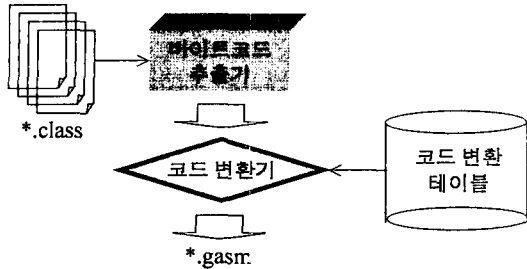 바이트코드
추출기
*.class
코드 변환기
코드 변환
테이블
*.gasm